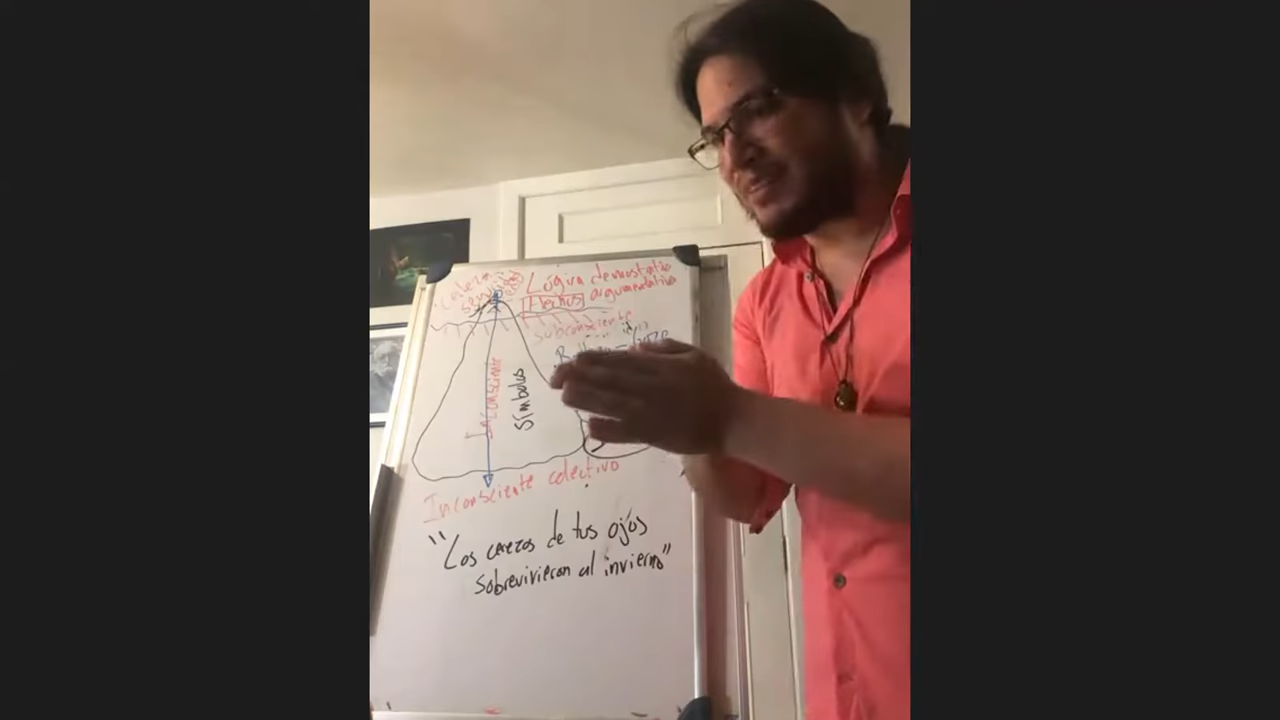 Lógica demostrativa
Hechos argumentativa
Subconsciente
Inconsciente
Símbolos
Inconsciente colectivo
"Los cerezos de tus ojos
sobrevivieron al invierno"